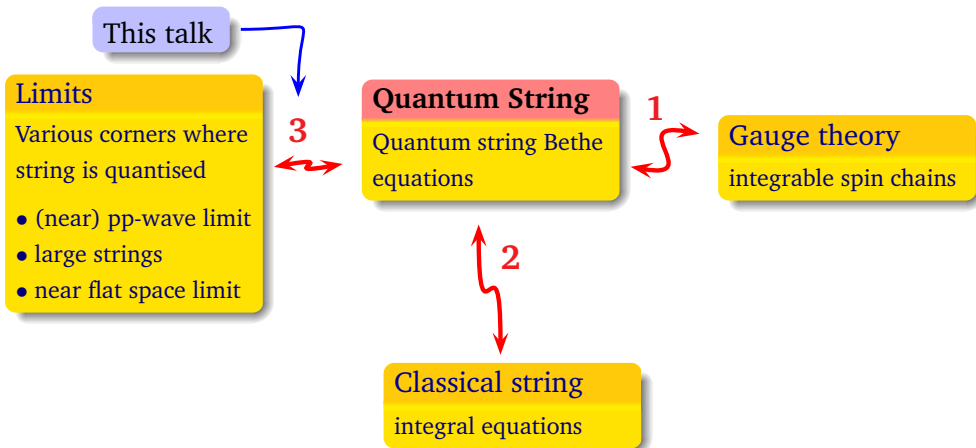 This talk
Limits
Various corners where
string is quantised
• (near) pp-wave limit
• large strings
• near flat space limit
3
Quantum String
Quantum string Bethe
equations
1
Gauge theory
integrable spin chains
2
Classical string
integral equations